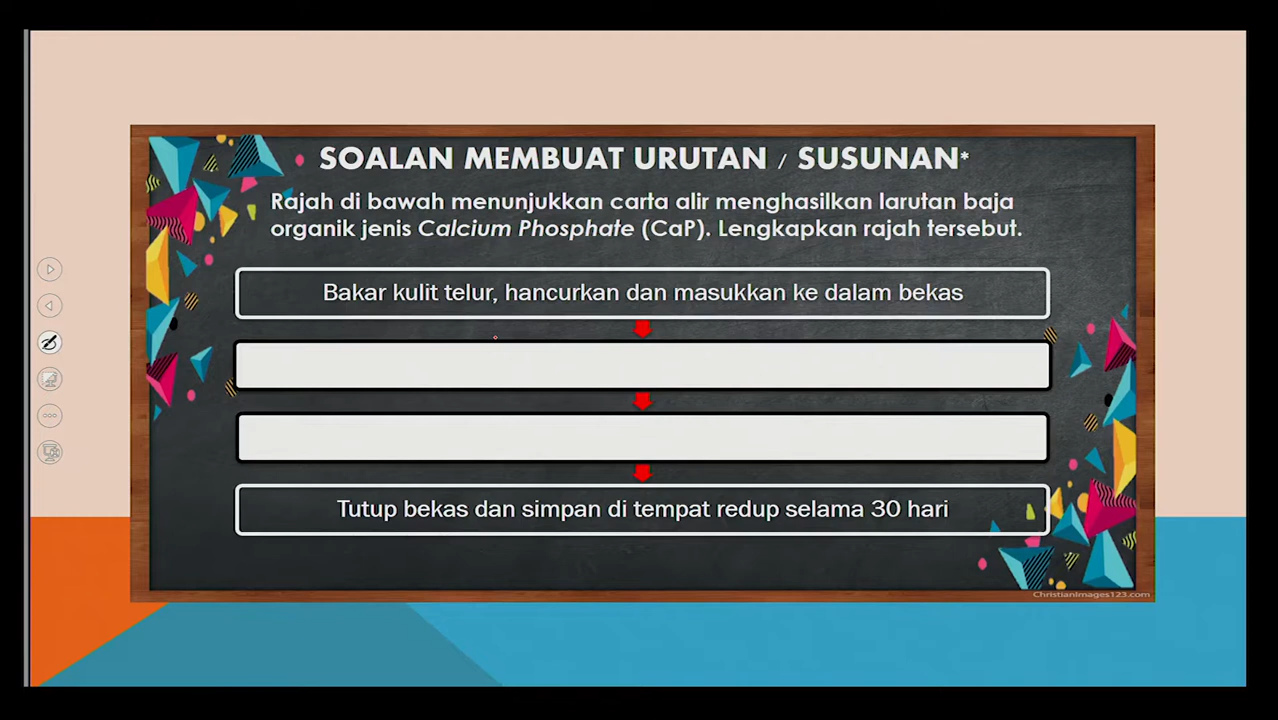 SOALAN MEMBUAT URUTAN / SUSUNAN*
Rajah di bawah menunjukkan carta alir menghasilkan larutan baja
organik jenis Calcium Phosphate (CaP). Lengkapkan rajah tersebut.
Bakar kulit telur, hancurkan dan masukkan ke dalam bekas
Tutup bekas dan simpan di tempat redup selama 30 hari
ChristianImages123.com